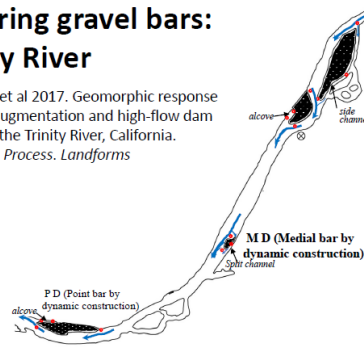 ring gravel bars:
y River
et al 2017. Geomorphic response
ugmentation and high-flow dam
the Trinity River, California.
Process. Landforms
alcove
side
chann
M D (Medial bar by
dynamic construction)
Split channel
P D (Point bar by
dynamic construction)
alcove